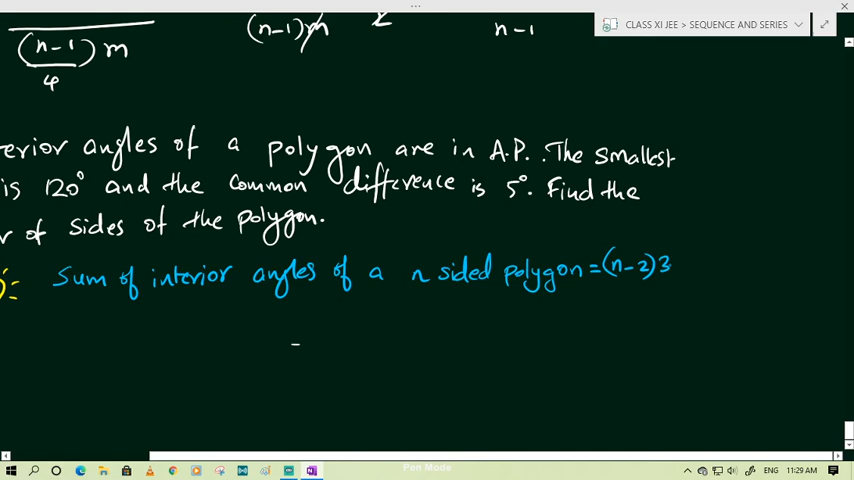 CLASS XI JEE > SEQUENCE AND SERIES
(n-1) m
4
(n-1)m
n-1
erior angles of a polygon are in A.P. The smallest
is 120° and the common difference is 5°. Find the
r of sides of the polygon.
Sum of interior angles of a n sided polygon = (n-2)3
Pen Mode
ENG 11:29 AM